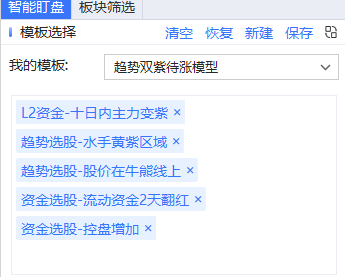 智能盯盘 板块筛选
模板选择 清空 恢复 新建 保存
我的模板: 趋势双紫待涨模型
L2资金-十日内主力变紫 ×
趋势选股-水手黄紫区域 ×
趋势选股-股价在牛熊线上 ×
资金选股-流动资金2天翻红 ×
资金选股-控盘增加 ×